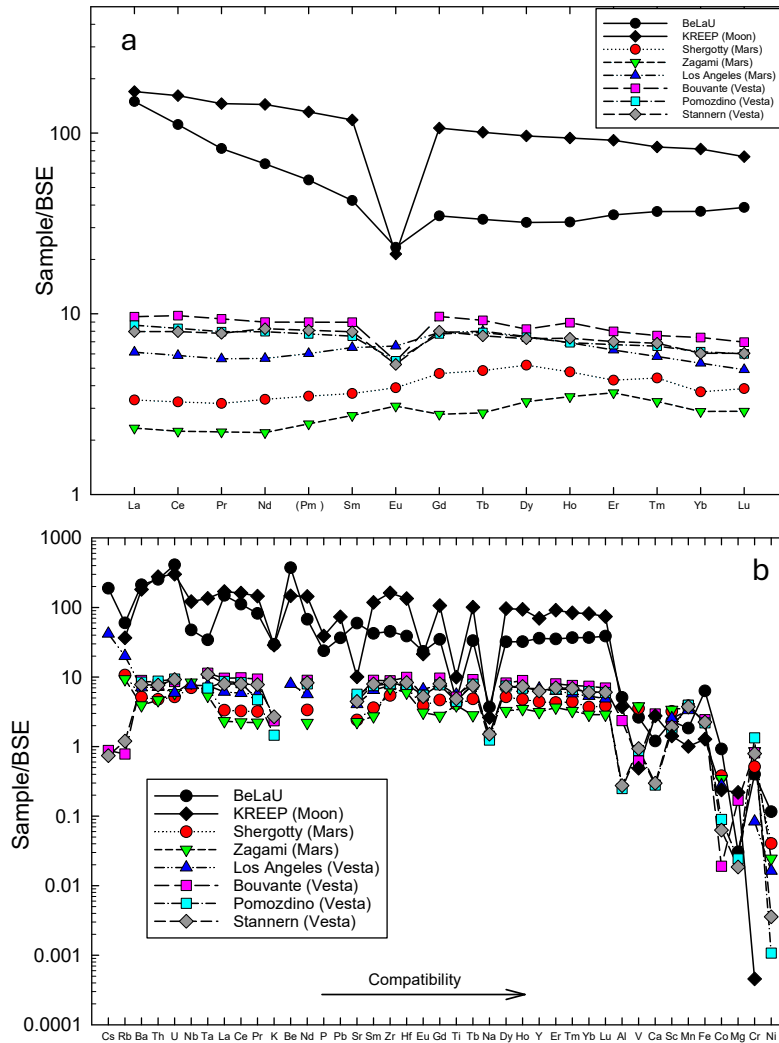 a
BeLaU
KREEP (Moon)
Shergotty (Mars)
Zagami (Mars)
Los Angeles (Mars)
Bouvante (Vesta)
Pomozdino (Vesta)
Stannern (Vesta)
Sample/BSE
100
10
1
La Ce Pr Nd (Pm ) Sm Eu Gd Tb Dy Ho Er Tm Yb Lu
b
Sample/BSE
1000
100
10
1
0.1
0.01
0.001
0.0001
BeLaU
KREEP (Moon)
Shergotty (Mars)
Zagami (Mars)
Los Angeles (Vesta)
Bouvante (Vesta)
Pomozdino (Vesta)
Stannern (Vesta)
Compatibility
Cs Rb Ba Th U Nb Ta La Ce Pr K Be Nd P Pb Sr Sm Zr Hf Eu Gd Ti Tb Na Dy Ho Y Er Tm Yb Lu Al V Ca Sc Mn Fe Co Mg Cr Ni